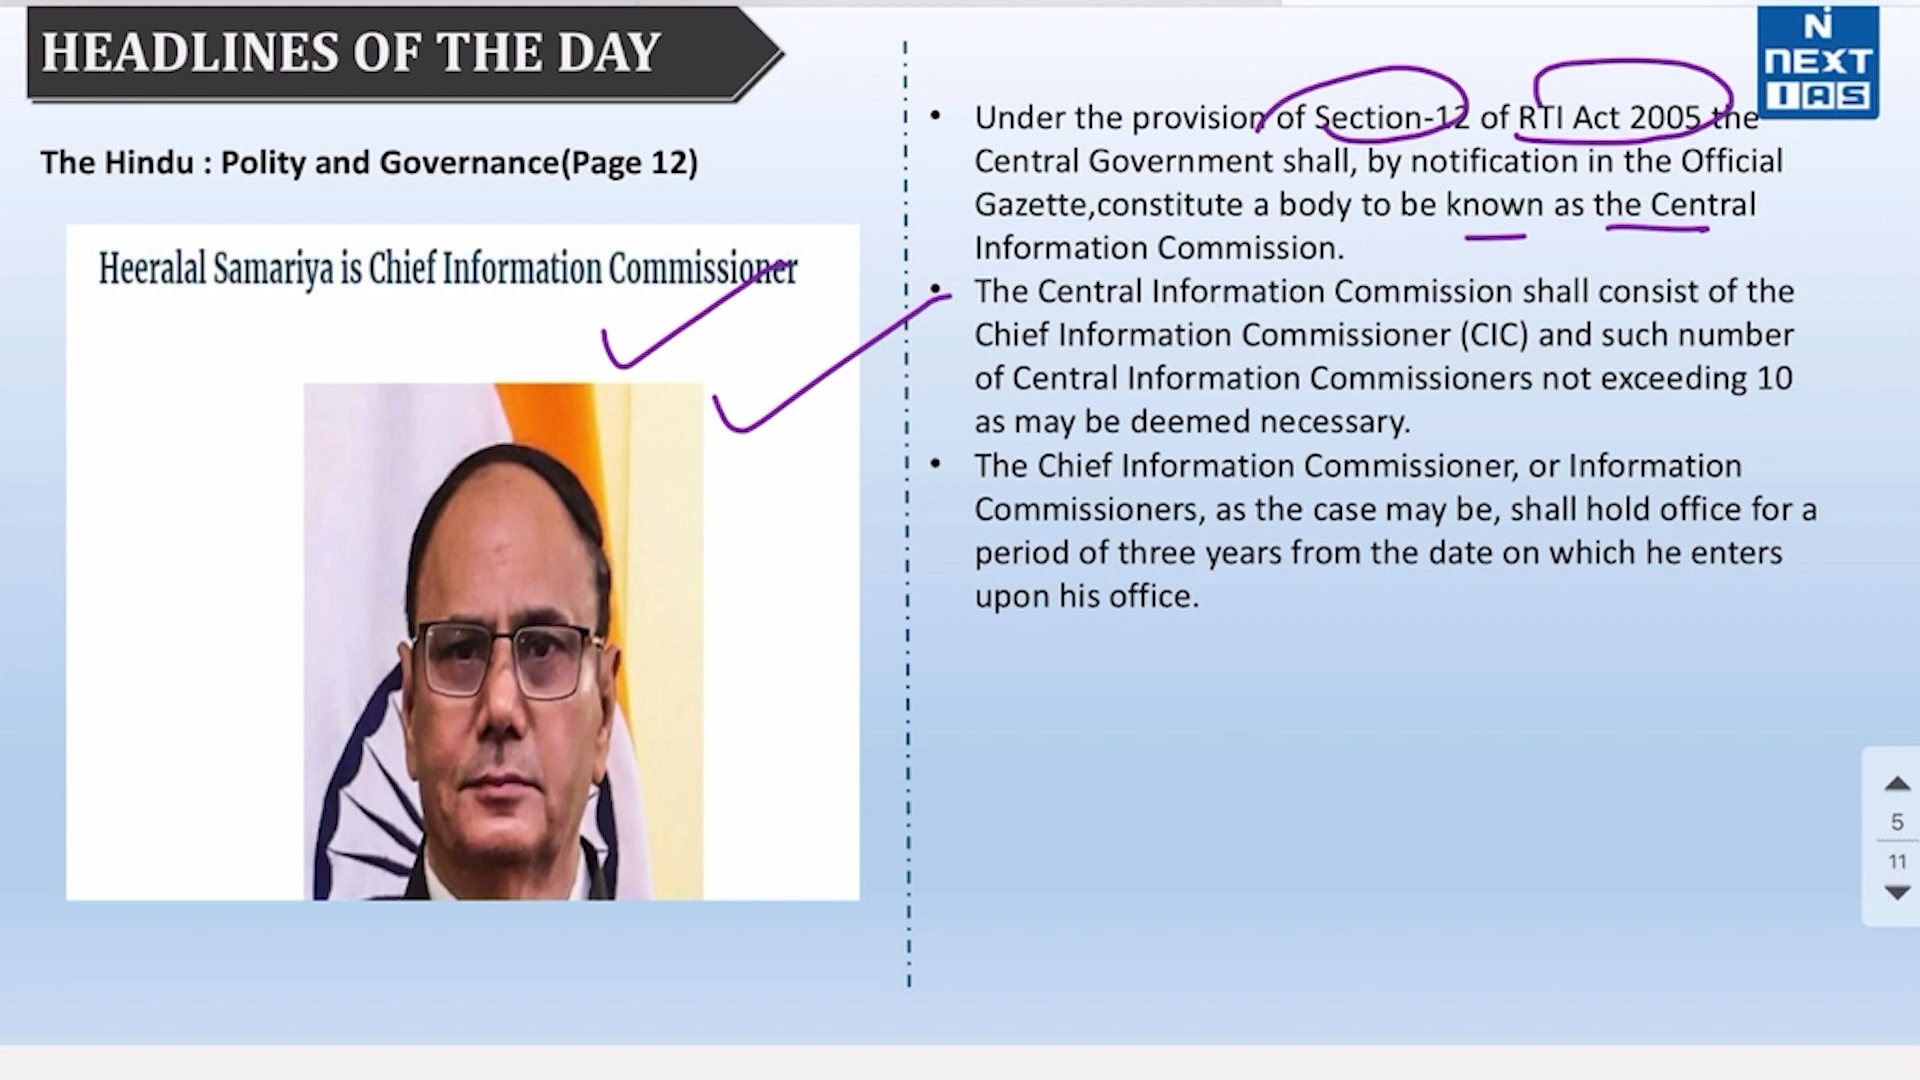 HEADLINES OF THE DAY
The Hindu : Polity and Governance(Page 12)
Heeralal Samariya is Chief Information Commissioner
N
NEXT
IAS
• Under the provision of Section-12 of RTI Act 2005 the
Central Government shall, by notification in the Official
Gazette,constitute a body to be known as the Central
Information Commission.
• The Central Information Commission shall consist of the
Chief Information Commissioner (CIC) and such number
of Central Information Commissioners not exceeding 10
as may be deemed necessary.
• The Chief Information Commissioner, or Information
Commissioners, as the case may be, shall hold office for a
period of three years from the date on which he enters
upon his office.
5
11